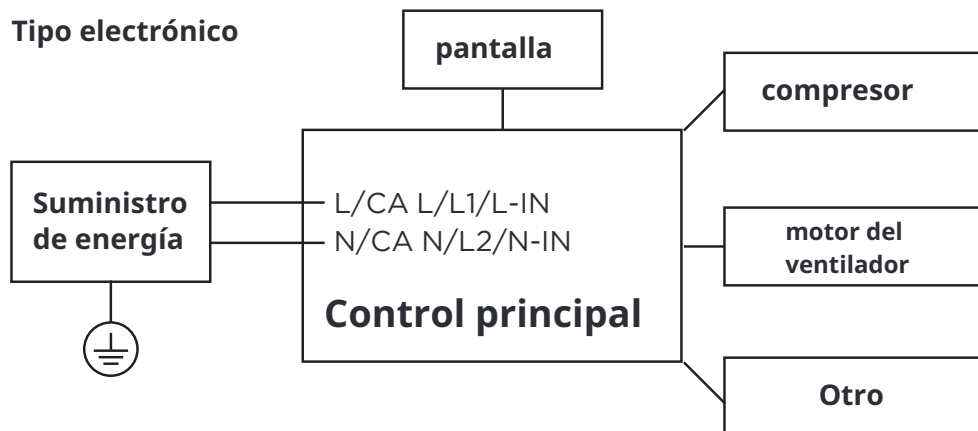 Tipo electrónico
pantalla
compresor
Suministro
de energía
L/CA L/L1/L-IN
N/CA N/L2/N-IN
Control principal
motor del
ventilador
Otro